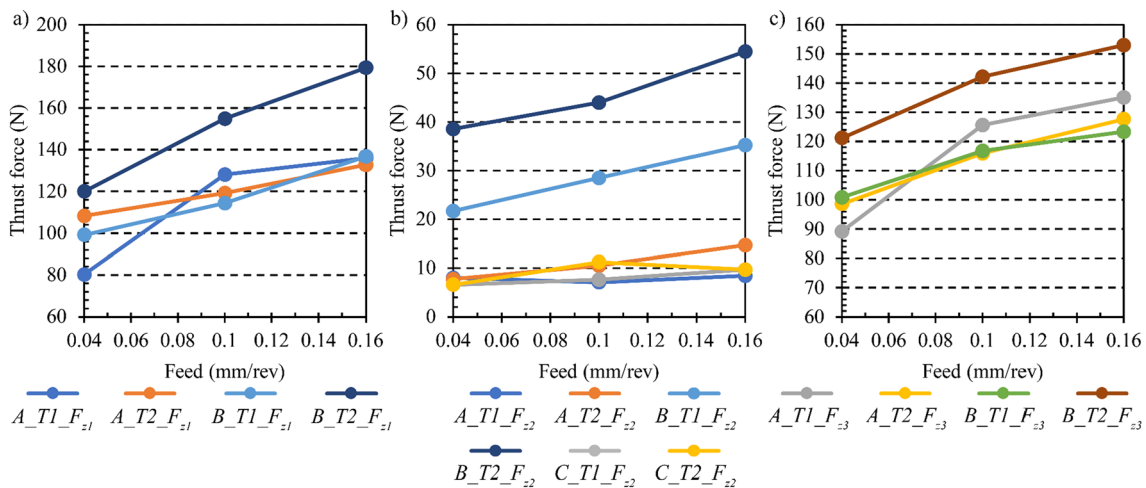 a)
Thrust force (N)
200
180
160
140
120
100
80
60
0.04 0.06 0.08 0.1 0.12 0.14 0.16
Feed (mm/rev)
A_T1_Fz1 A_T2_Fz1 B_T1_Fz1 B_T2_Fz1
b)
Thrust force (N)
60
50
40
30
20
10
0
0.04 0.06 0.08 0.1 0.12 0.14 0.16
Feed (mm/rev)
A_T1_Fz2 A_T2_Fz2 B_T1_Fz2
B_T2_Fz2 C_T1_Fz2 C_T2_Fz2
c)
Thrust force (N)
160
150
140
130
120
110
100
90
80
70
60
0.04 0.06 0.08 0.1 0.12 0.14 0.16
Feed (mm/rev)
A_T1_Fz3 A_T2_Fz3 B_T1_Fz3 B_T2_Fz3